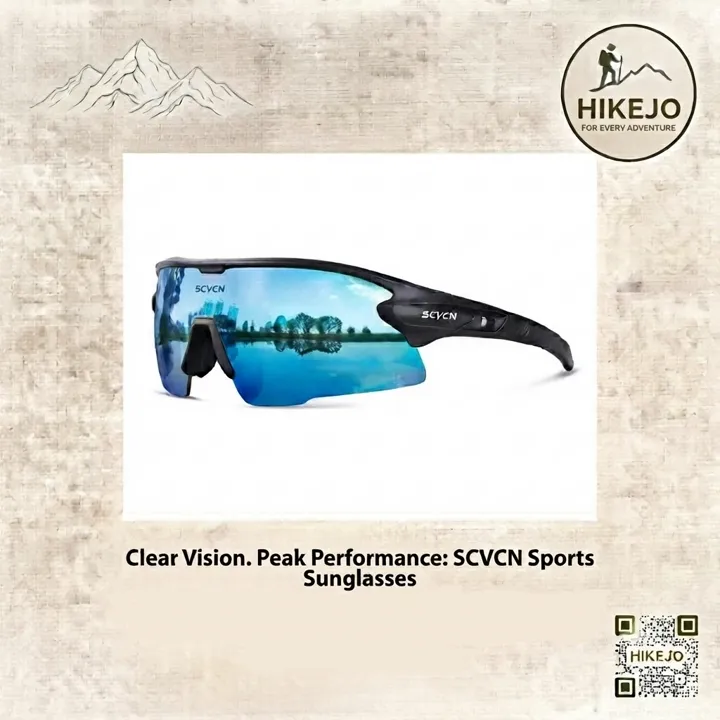 HIKEJO
FOR EVERY ADVENTURE
SCVCN
SCVCN
Clear Vision. Peak Performance: SCVCN Sports
Sunglasses
HIKEJO